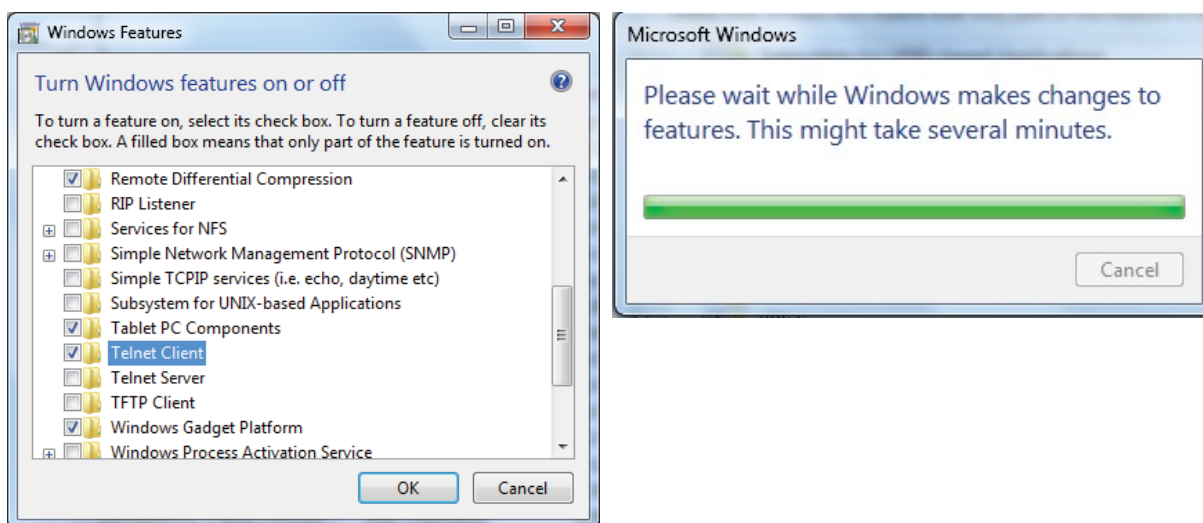 Windows Features
Turn Windows features on or off
To turn a feature on, select its check box. To turn a feature off, clear its
check box. A filled box means that only part of the feature is turned on.
Remote Differential Compression
RIP Listener
Services for NFS
Simple Network Management Protocol (SNMP)
Simple TCPIP services (i.e. echo, daytime etc)
Subsystem for UNIX-based Applications
Tablet PC Components
Telnet Client
Telnet Server
TFTP Client
Windows Gadget Platform
Windows Process Activation Service
OK Cancel
Microsoft Windows
Please wait while Windows makes changes to
features. This might take several minutes.
Cancel